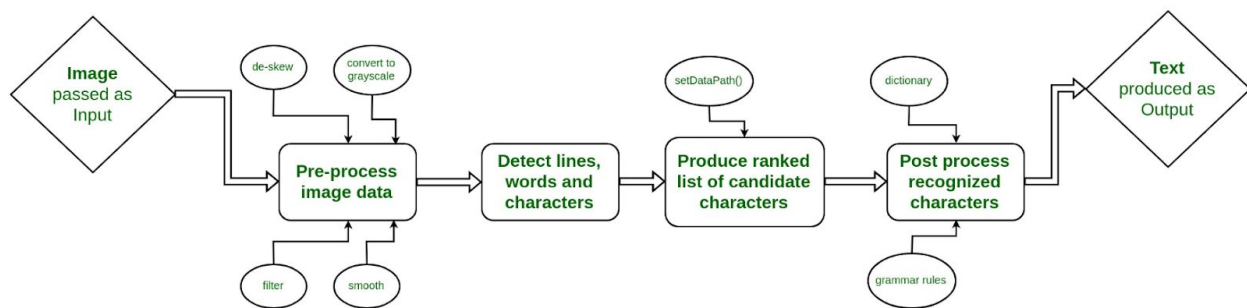 Image
passed as
Input
de-skew
convert to
grayscale
Pre-process
image data
filter
smooth
Detect lines,
words and
characters
setDataPath()
Produce ranked
list of candidate
characters
dictionary
Post process
recognized
characters
grammar rules
Text
produced as
Output